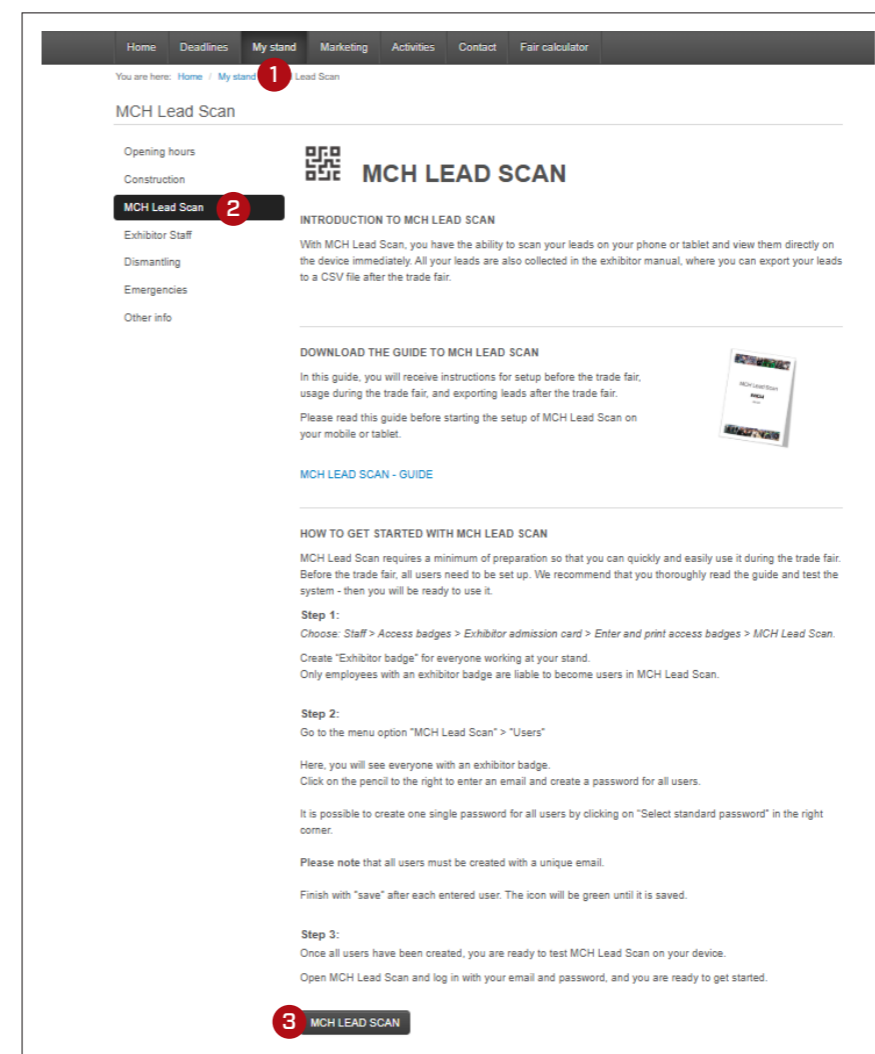 Home Deadlines My stand Marketing Activities Contact Fair calculator
1
You are here: Home / My stand Lead Scan
MCH Lead Scan
Opening hours
Construction
MCH Lead Scan 2
Exhibitor Staff
Dismantling
Emergencies
Other info
MCH LEAD SCAN
INTRODUCTION TO MCH LEAD SCAN
With MCH Lead Scan, you have the ability to scan your leads on your phone or tablet and view them directly on
the device immediately. All your leads are also collected in the exhibitor manual, where you can export your leads
to a CSV file after the trade fair.
DOWNLOAD THE GUIDE TO MCH LEAD SCAN
In this guide, you will receive instructions for setup before the trade fair,
usage during the trade fair, and exporting leads after the trade fair.
Please read this guide before starting the setup of MCH Lead Scan on
your mobile or tablet.
MCH Lead Scan
MCH LEAD SCAN - GUIDE
HOW TO GET STARTED WITH MCH LEAD SCAN
MCH Lead Scan requires a minimum of preparation so that you can quickly and easily use it during the trade fair.
Before the trade fair, all users need to be set up. We recommend that you thoroughly read the guide and test the
system - then you will be ready to use it.
Step 1:
Choose: Staff > Access badges > Exhibitor admission card > Enter and print access badges > MCH Lead Scan.
Create "Exhibitor badge" for everyone working at your stand.
Only employees with an exhibitor badge are liable to become users in MCH Lead Scan.
Step 2:
Go to the menu option "MCH Lead Scan" > "Users"
Here, you will see everyone with an exhibitor badge.
Click on the pencil to the right to enter an email and create a password for all users.
It is possible to create one single password for all users by clicking on "Select standard password" in the right
corner.
Please note that all users must be created with a unique email.
Finish with "save" after each entered user. The icon will be green until it is saved.
Step 3:
Once all users have been created, you are ready to test MCH Lead Scan on your device.
Open MCH Lead Scan and log in with your email and password, and you are ready to get started.
3 MCH LEAD SCAN